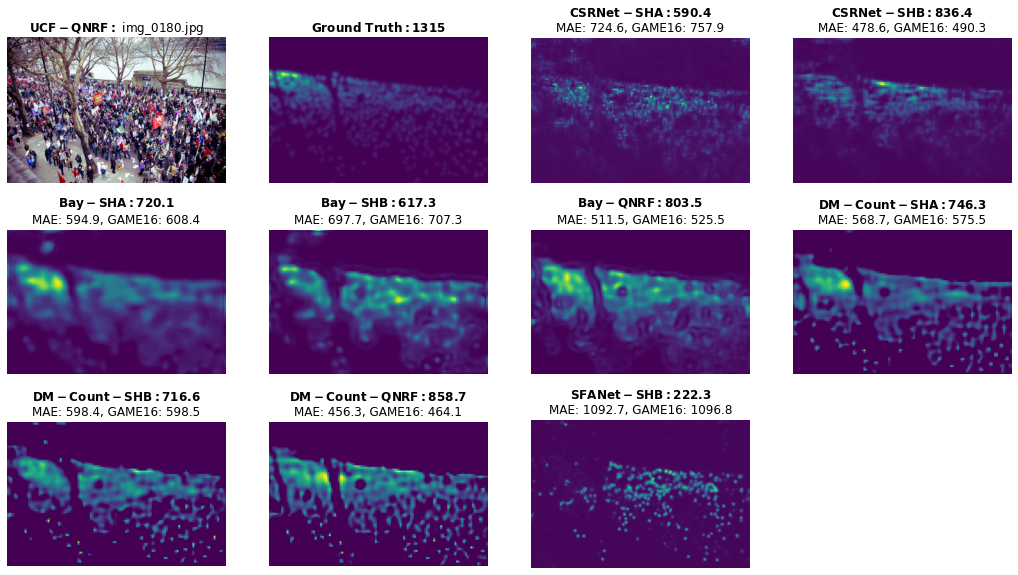 UCF − QNRF : img_0180.jpg
Ground Truth : 1315
CSRNet − SHA : 590.4
MAE: 724.6, GAME16: 757.9
CSRNet − SHB : 836.4
MAE: 478.6, GAME16: 490.3
Bay − SHA : 720.1
MAE: 594.9, GAME16: 608.4
Bay − SHB : 617.3
MAE: 697.7, GAME16: 707.3
Bay − QNRF : 803.5
MAE: 511.5, GAME16: 525.5
DM − Count − SHA : 746.3
MAE: 568.7, GAME16: 575.5
DM − Count − SHB : 716.6
MAE: 598.4, GAME16: 598.5
DM − Count − QNRF : 858.7
MAE: 456.3, GAME16: 464.1
SFANet − SHB : 222.3
MAE: 1092.7, GAME16: 1096.8